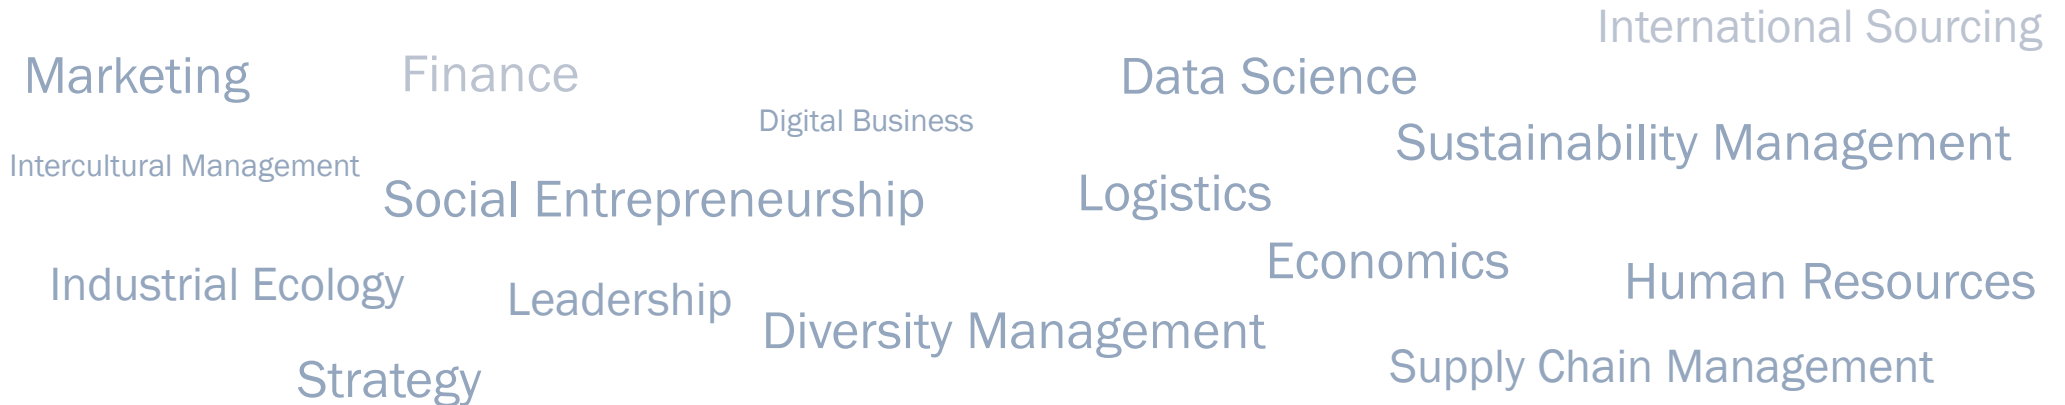 International Sourcing
Marketing
Finance
Data Science
Digital Business
Sustainability Management
Intercultural Management
Social Entrepreneurship
Logistics
Economics
Industrial Ecology
Leadership
Human Resources
Diversity Management
Strategy
Supply Chain Management